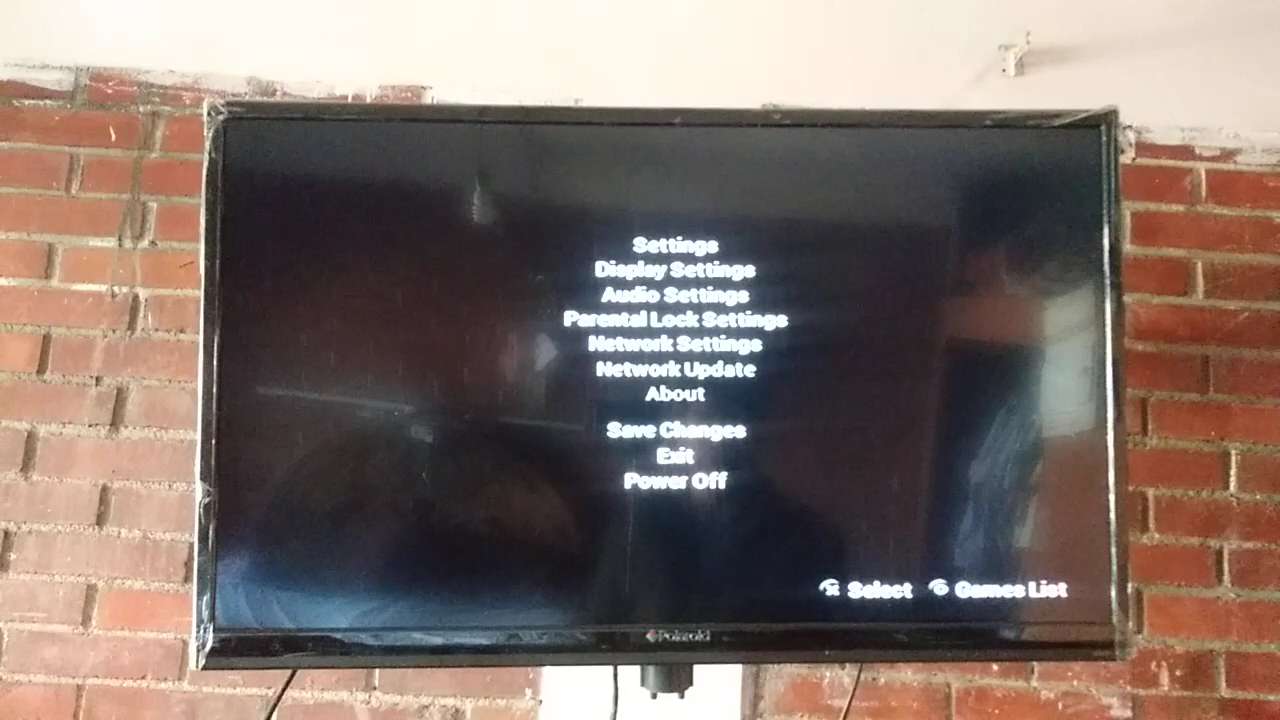 Settings
Display Settings
Audio Settings
Parental Lock Settings
Network Settings
Network Update
About
Save Changes
Exit
Power Off
Select Games List
Polaroid